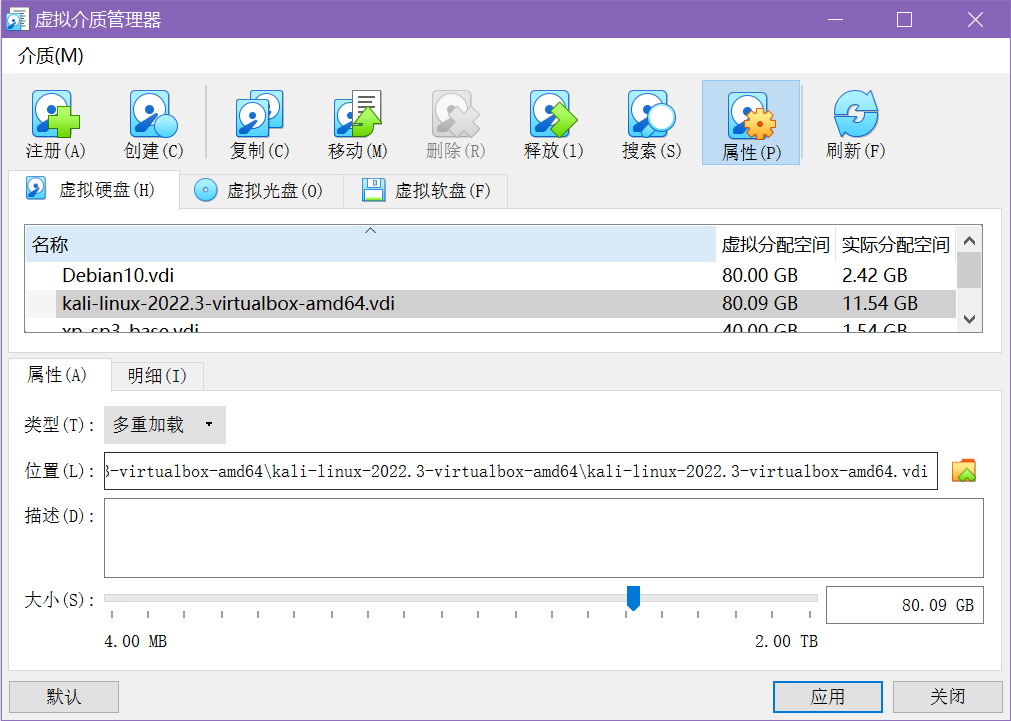 虚拟介质管理器
介质(M)
注册(A) 创建(C) 复制(C) 移动(M) 删除(R) 释放(l) 搜索(S) 属性(P) 刷新(F)
虚拟硬盘(H) 虚拟光盘(O) 虚拟软盘(F)
名称 虚拟分配空间 实际分配空间
Debian10.vdi 80.00 GB 2.42 GB
kali-linux-2022.3-virtualbox-amd64.vdi 80.09 GB 11.54 GB
xp_sp3_base.vdi 40.00 GB 1.54 GB
属性(A) 明细(I)
类型(T): 多重加载
位置(L): 3-virtualbox-amd64\kali-linux-2022.3-virtualbox-amd64\kali-linux-2022.3-virtualbox-amd64.vdi
描述(D):
大小(S): 80.09 GB
4.00 MB 2.00 TB
默认 应用 关闭